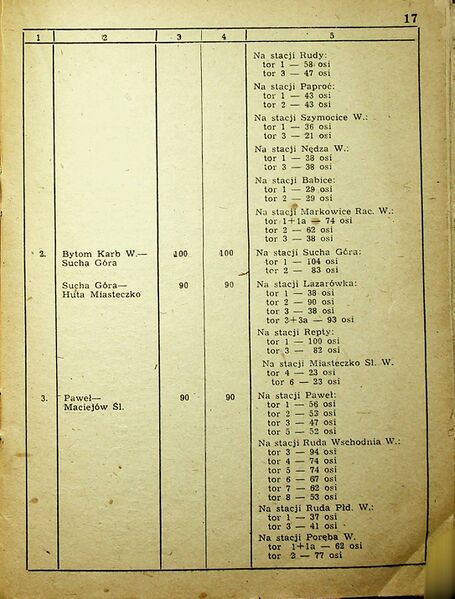 17
1 2 3 4 5
Na stacji Rudy:
tor 1 — 58 osi
tor 3 — 47 osi
Na stacji Paproć:
tor 1 — 43 osi
tor 2 — 43 osi
Na stacji Szymocice W.:
tor 1 — 36 osi
tor 3 — 21 osi
Na stacji Nędza W.:
tor 1 — 38 osi
tor 3 — 38 osi
Na stacji Babice:
tor 1 — 29 osi
tor 2 — 29 osi
Na stacji Markowice Rac. W.:
tor 1+1a — 74 osi
tor 2 — 62 osi
tor 3 — 38 osi
2. Bytom Karb W.— 100 100 Na stacji Sucha Góra:
Sucha Góra tor 1 — 104 osi
tor 2 — 83 osi
Sucha Góra— 90 90 Na stacji Lazarówka:
Huta Miasteczko tor 1 — 38 osi
tor 2 — 90 osi
tor 3 — 38 osi
tor 2+3a — 93 osi
Na stacji Repty:
tor 1 — 100 osi
tor 3 — 82 osi
Na stacji Miasteczko Śl. W.
tor 4 — 23 osi
tor 6 — 23 osi
3. Paweł— 90 90 Na stacji Paweł:
Maciejów Śl. tor 1 — 56 osi
tor 2 — 53 osi
tor 3 — 47 osi
tor 5 — 52 osi
Na stacji Ruda Wschodnia W.:
tor 3 — 94 osi
tor 4 — 74 osi
tor 5 — 74 osi
tor 6 — 67 osi
tor 7 — 62 osi
tor 8 — 53 osi
Na stacji Ruda Płd. W.:
tor 1 — 37 osi
tor 3 — 41 osi
Na stacji Poręba W.
tor 1+1a — 62 osi
tor 2 — 77 osi